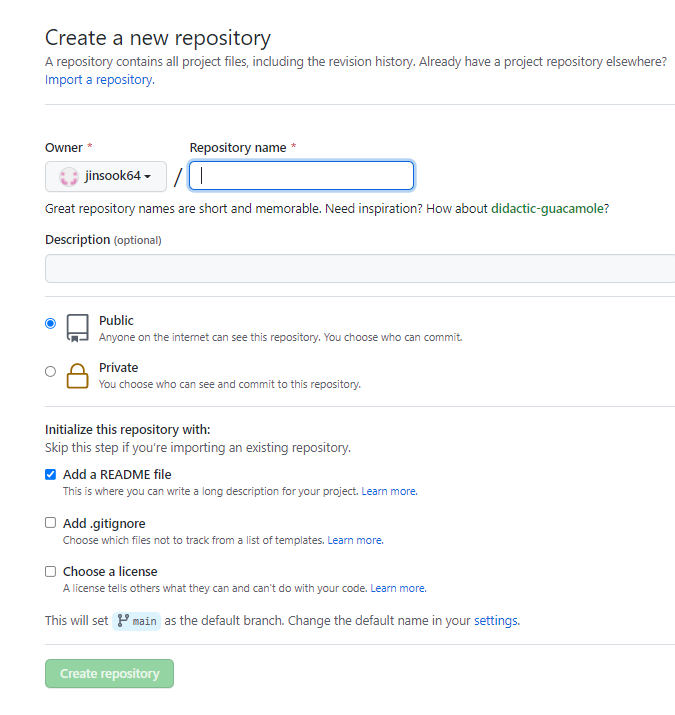 Create a new repository
A repository contains all project files, including the revision history. Already have a project repository elsewhere?
Import a repository.
Owner * Repository name *
jinsook64 /
Great repository names are short and memorable. Need inspiration? How about didactic-guacamole?
Description (optional)
Public
Anyone on the internet can see this repository. You choose who can commit.
Private
You choose who can see and commit to this repository.
Initialize this repository with:
Skip this step if you're importing an existing repository.
Add a README file
This is where you can write a long description for your project. Learn more.
Add .gitignore
Choose which files not to track from a list of templates. Learn more.
Choose a license
A license tells others what they can and can't do with your code. Learn more.
This will set main as the default branch. Change the default name in your settings.
Create repository